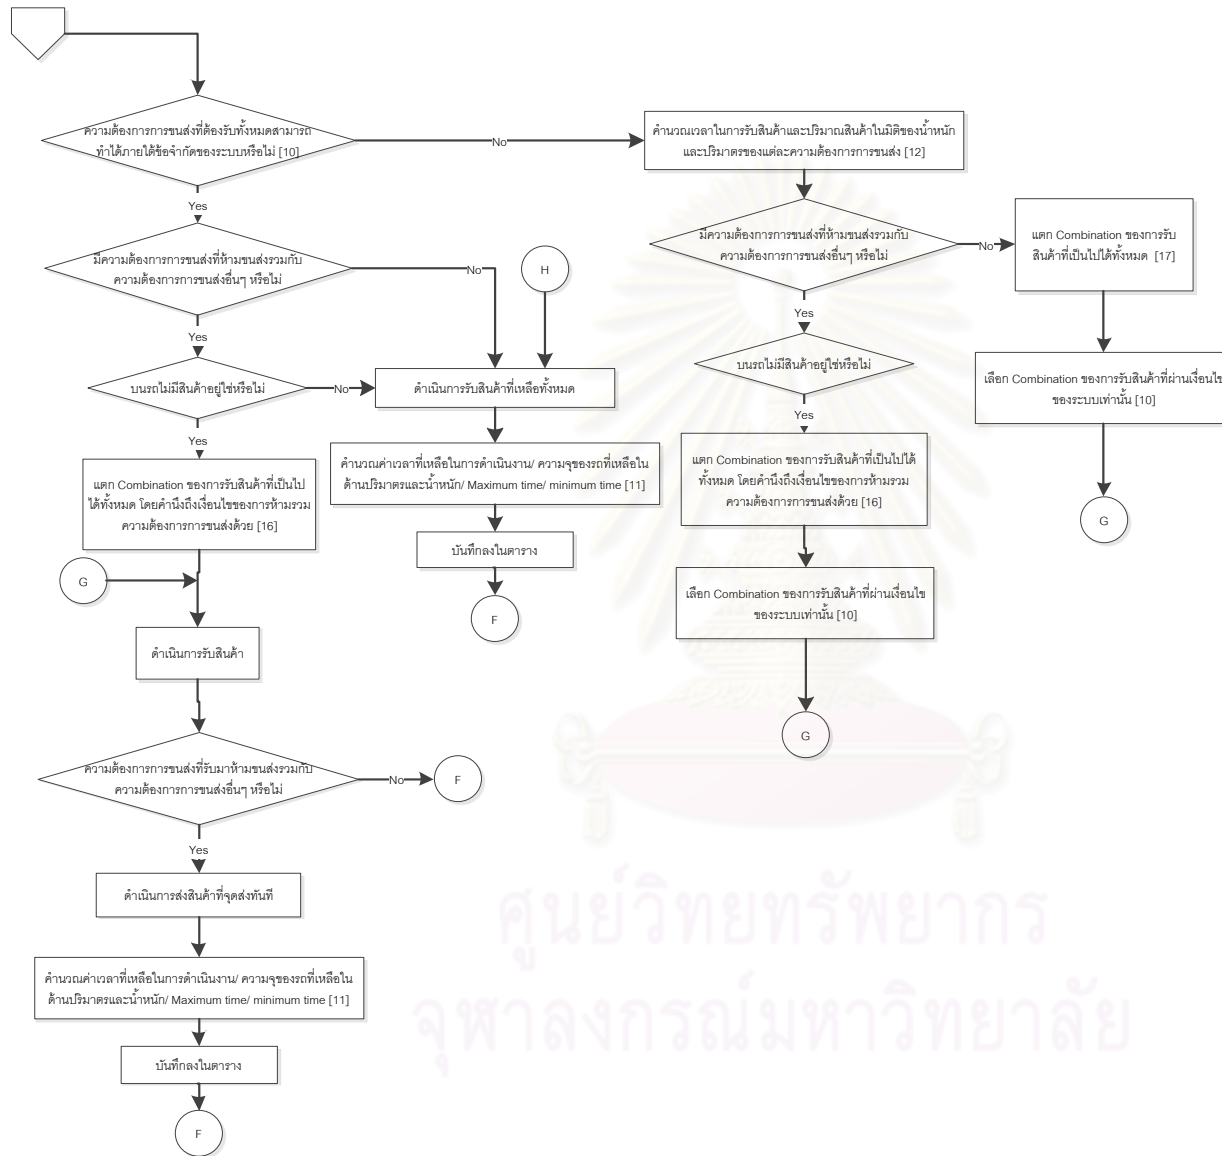 ความต้องการการขนส่งที่ต้องรับทั้งหมดสามารถ
ทำได้ภายใต้ข้อจำกัดของระบบหรือไม่ [10]
No
Yes
มีความต้องการการขนส่งที่ห้ามขนส่งรวมกับ
ความต้องการการขนส่งอื่นๆ หรือไม่
No
H
Yes
บนรถไม่มีสินค้าอยู่ใช่หรือไม่
No
ดำเนินการรับสินค้าที่เหลือทั้งหมด
Yes
แตก Combination ของการรับสินค้าที่เป็นไป
ได้ทั้งหมด โดยคำนึงถึงเงื่อนไขของการห้ามรวม
ความต้องการการขนส่งด้วย [16]
คำนวณค่าเวลาที่เหลือในการดำเนินงาน/ ความจุของรถที่เหลือใน
ด้านปริมาตรและน้ำหนัก/ Maximum time/ minimum time [11]
บันทึกลงในตาราง
F
G
ดำเนินการรับสินค้า
ความต้องการการขนส่งที่รับมาห้ามขนส่งรวมกับ
ความต้องการการขนส่งอื่นๆ หรือไม่
No
F
Yes
ดำเนินการส่งสินค้าที่จุดส่งทันที
คำนวณค่าเวลาที่เหลือในการดำเนินงาน/ ความจุของรถที่เหลือใน
ด้านปริมาตรและน้ำหนัก/ Maximum time/ minimum time [11]
บันทึกลงในตาราง
F
คำนวณเวลาในการรับสินค้าและปริมาณสินค้าในมิติของน้ำหนัก
และปริมาตรของแต่ละความต้องการการขนส่ง [12]
มีความต้องการการขนส่งที่ห้ามขนส่งรวมกับ
ความต้องการการขนส่งอื่นๆ หรือไม่
No
แตก Combination ของการรับ
สินค้าที่เป็นไปได้ทั้งหมด [17]
Yes
บนรถไม่มีสินค้าอยู่ใช่หรือไม่
เลือก Combination ของการรับสินค้าที่ผ่านเงื่อนไข
ของระบบเท่านั้น [10]
G
Yes
แตก Combination ของการรับสินค้าที่เป็นไปได้
ทั้งหมด โดยคำนึงถึงเงื่อนไขของการห้ามรวม
ความต้องการการขนส่งด้วย [16]
เลือก Combination ของการรับสินค้าที่ผ่านเงื่อนไข
ของระบบเท่านั้น [10]
G
ศูนย์วิทยทรัพยากร
จุฬาลงกรณ์มหาวิทยาลัย